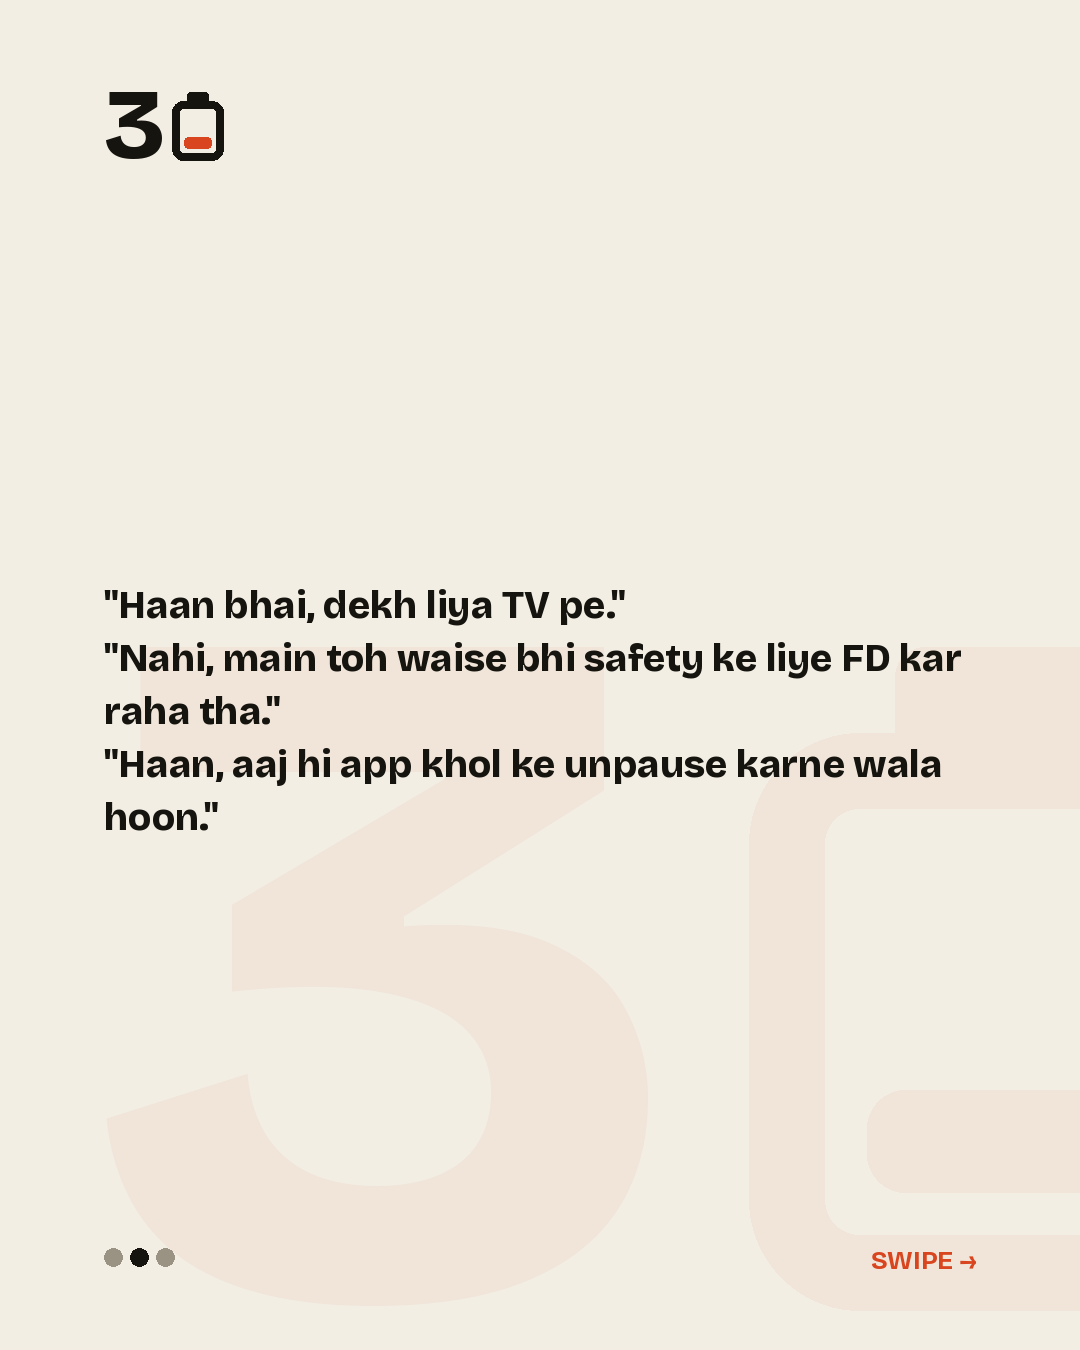 30
"Haan bhai, dekh liya TV pe."
"Nahi, main toh waise bhi safety ke liye FD kar
raha tha."
"Haan, aaj hi app khol ke unpause karne wala
hoon."
SWIPE →